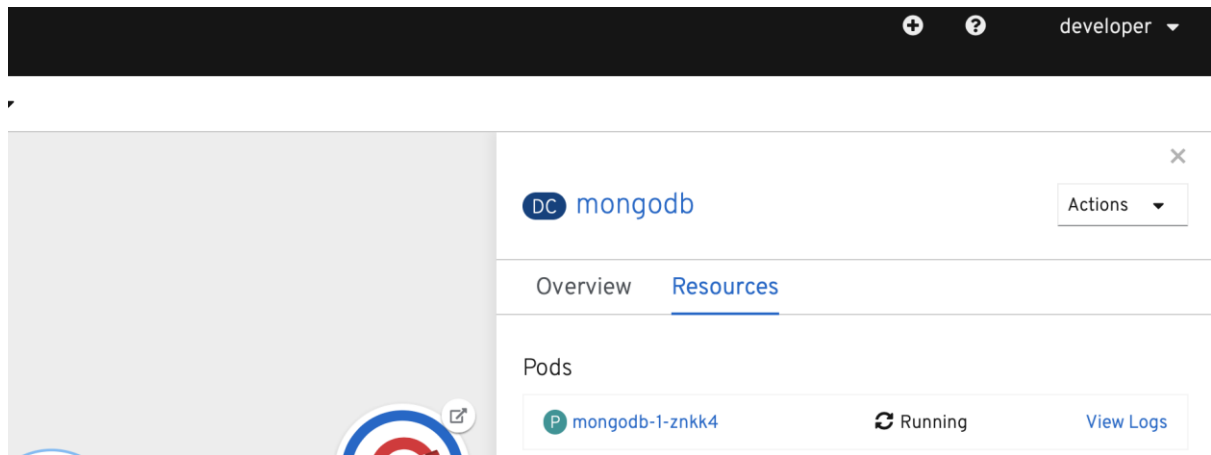 developer
DC mongodb
Actions
Overview Resources
Pods
P mongodb-1-znkk4 Running View Logs